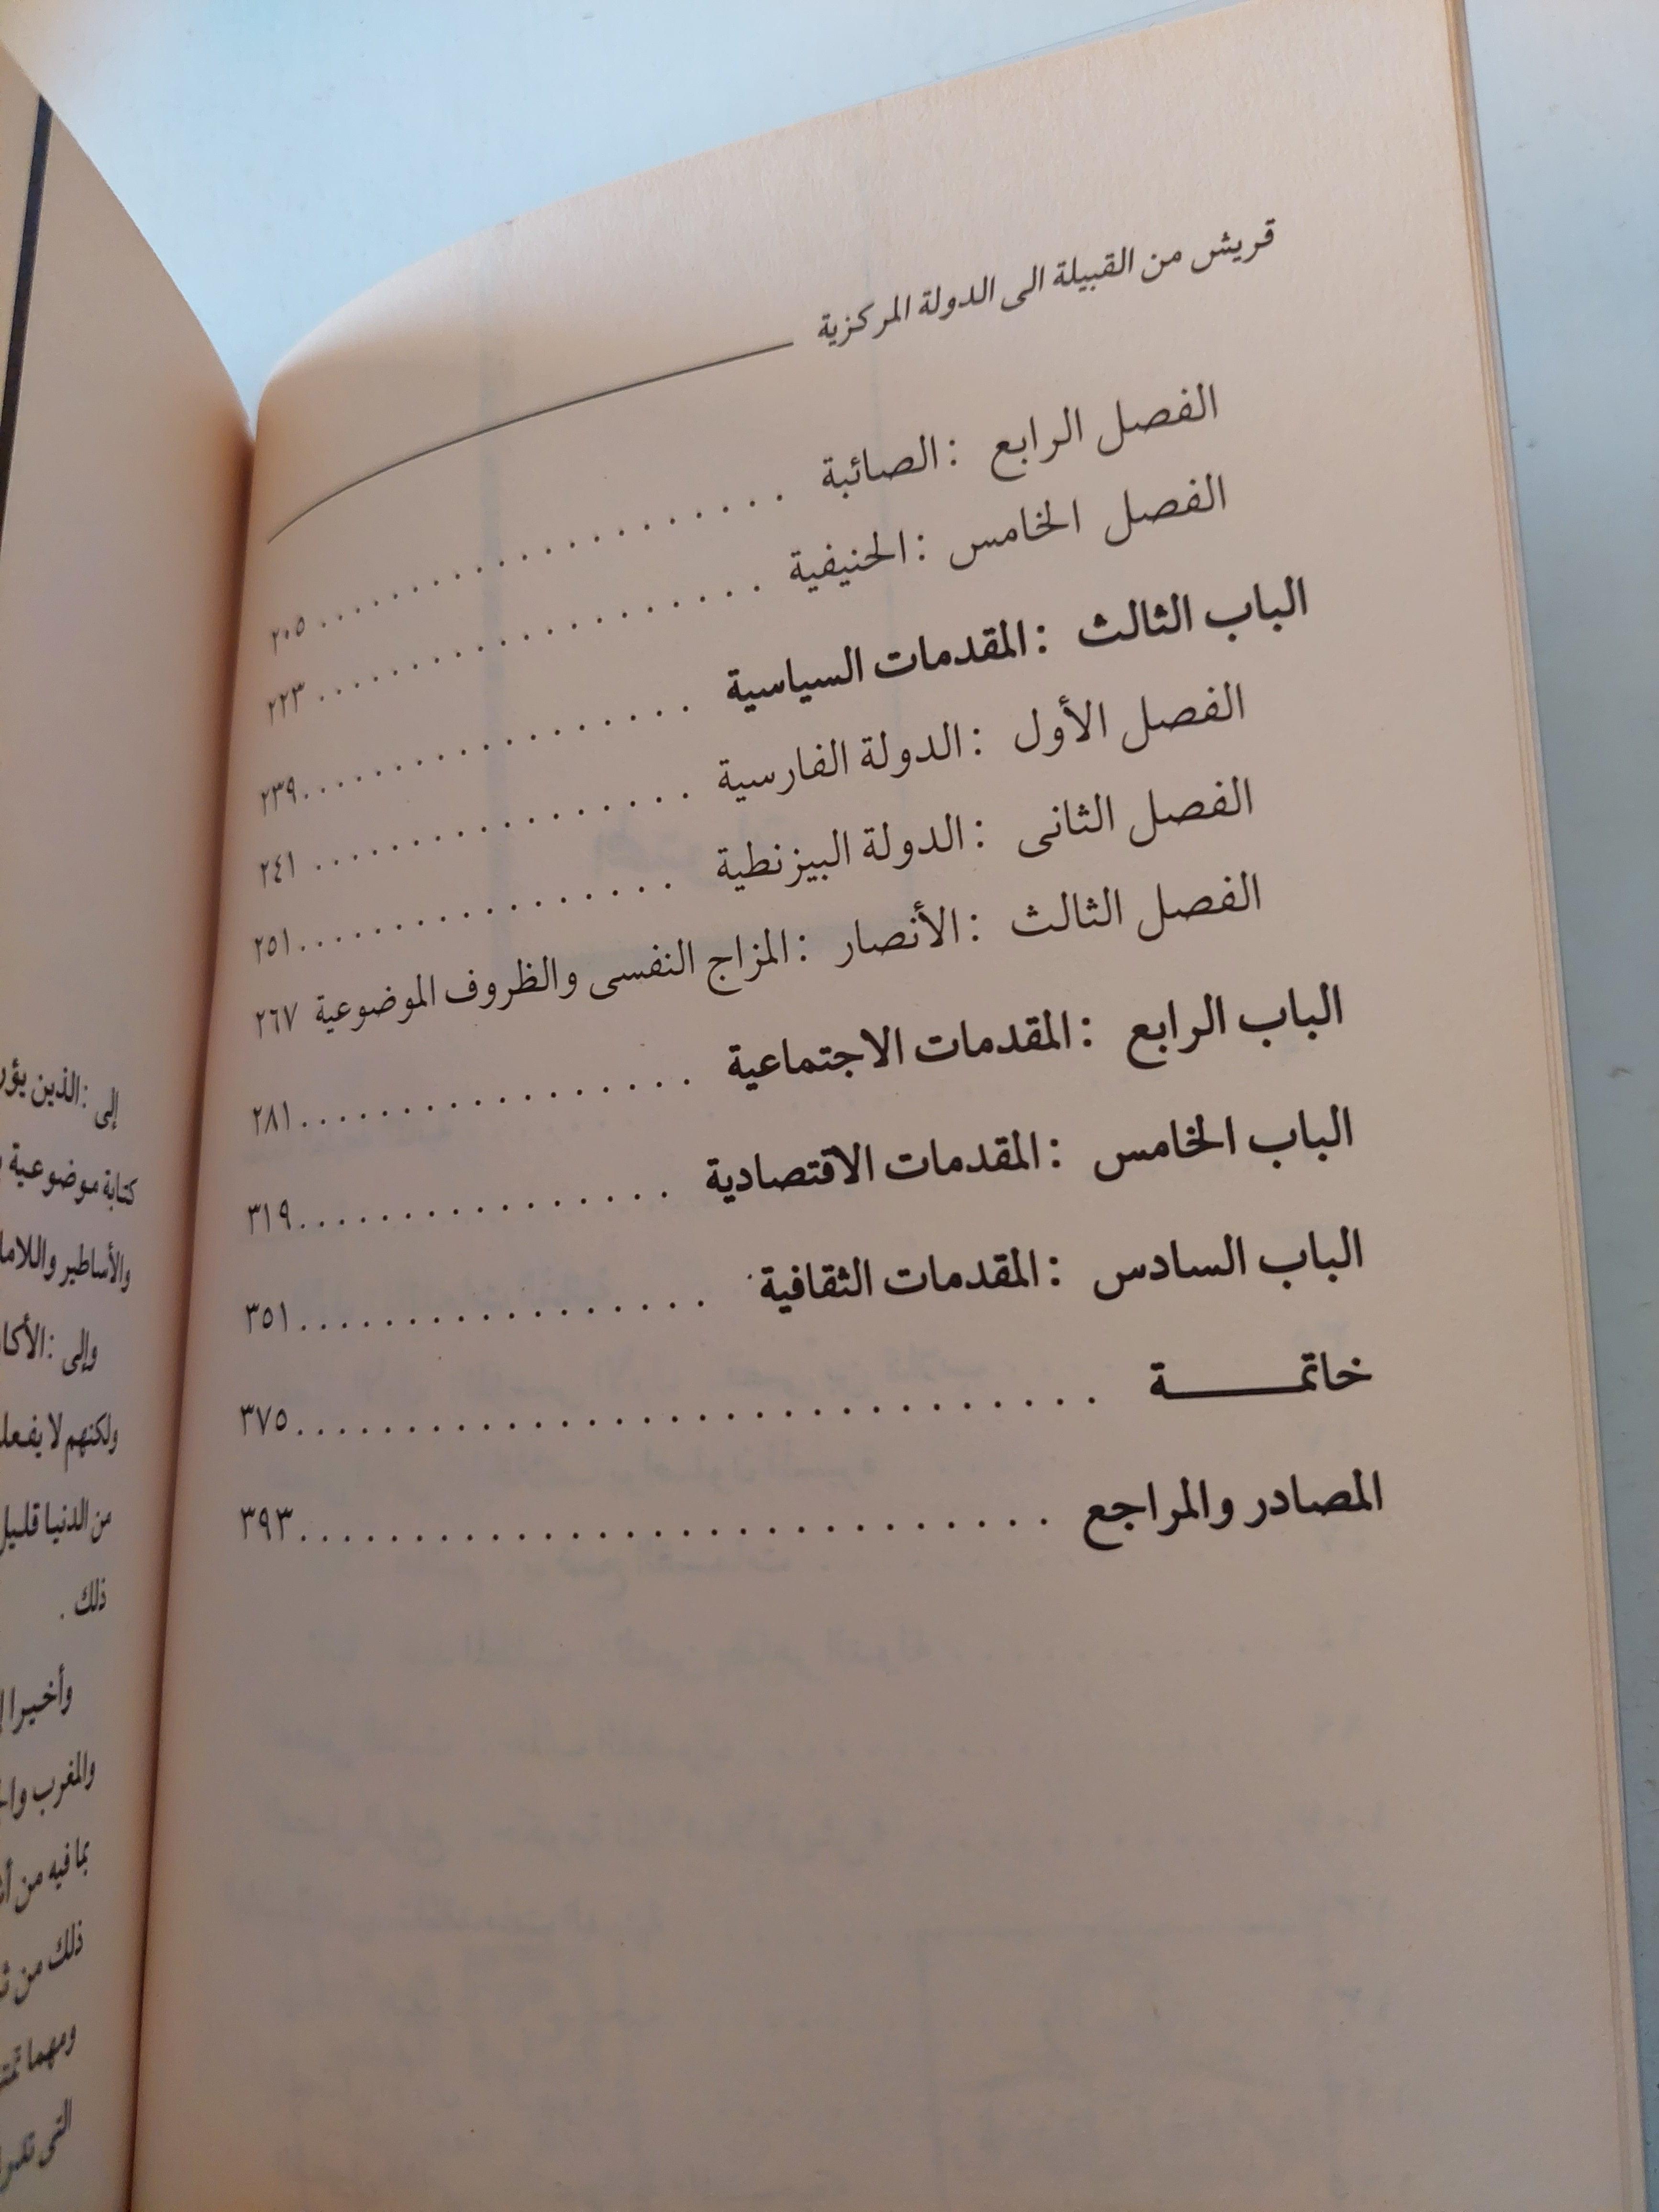 قريش من القبيلة الى الدولة المركزية
الفصل الرابع : الصائبة . . . . . . . . . . . . . . . . . . . . ٢٠٥
الفصل الخامس : الحنيفية . . . . . . . . . . . . . . . . . . . . ٢٢٣
الباب الثالث : المقدمات السياسية . . . . . . . . . . . . . . . . . . ٢٣٩
الفصل الأول : الدولة الفارسية . . . . . . . . . . . . . . . . . . ٢٤١
الفصل الثانى : الدولة البيزنطية . . . . . . . . . . . . . . . . . . ٢٥١
الفصل الثالث : الأنصار : المزاج النفسى والظروف الموضوعية ٢٦٧
الباب الرابع : المقدمات الاجتماعية . . . . . . . . . . . . . . . . . . ٢٨١
الباب الخامس : المقدمات الاقتصادية . . . . . . . . . . . . . . . . . . ٣١٩
الباب السادس : المقدمات الثقافية . . . . . . . . . . . . . . . . . . ٣٥١
خاتمـــــــة . . . . . . . . . . . . . . . . . . . . . . . . . . ٣٧٥
المصادر والمراجع . . . . . . . . . . . . . . . . . . . . . . . . ٣٩٣
إلى : الذين
كتابة موضوعية
والأساطير
وإلى :
ولكنهم لا
من الدنيا
ذلك .
وأخيرا
والمغرب
بما فيه من
ذلك من
ومهما
التى